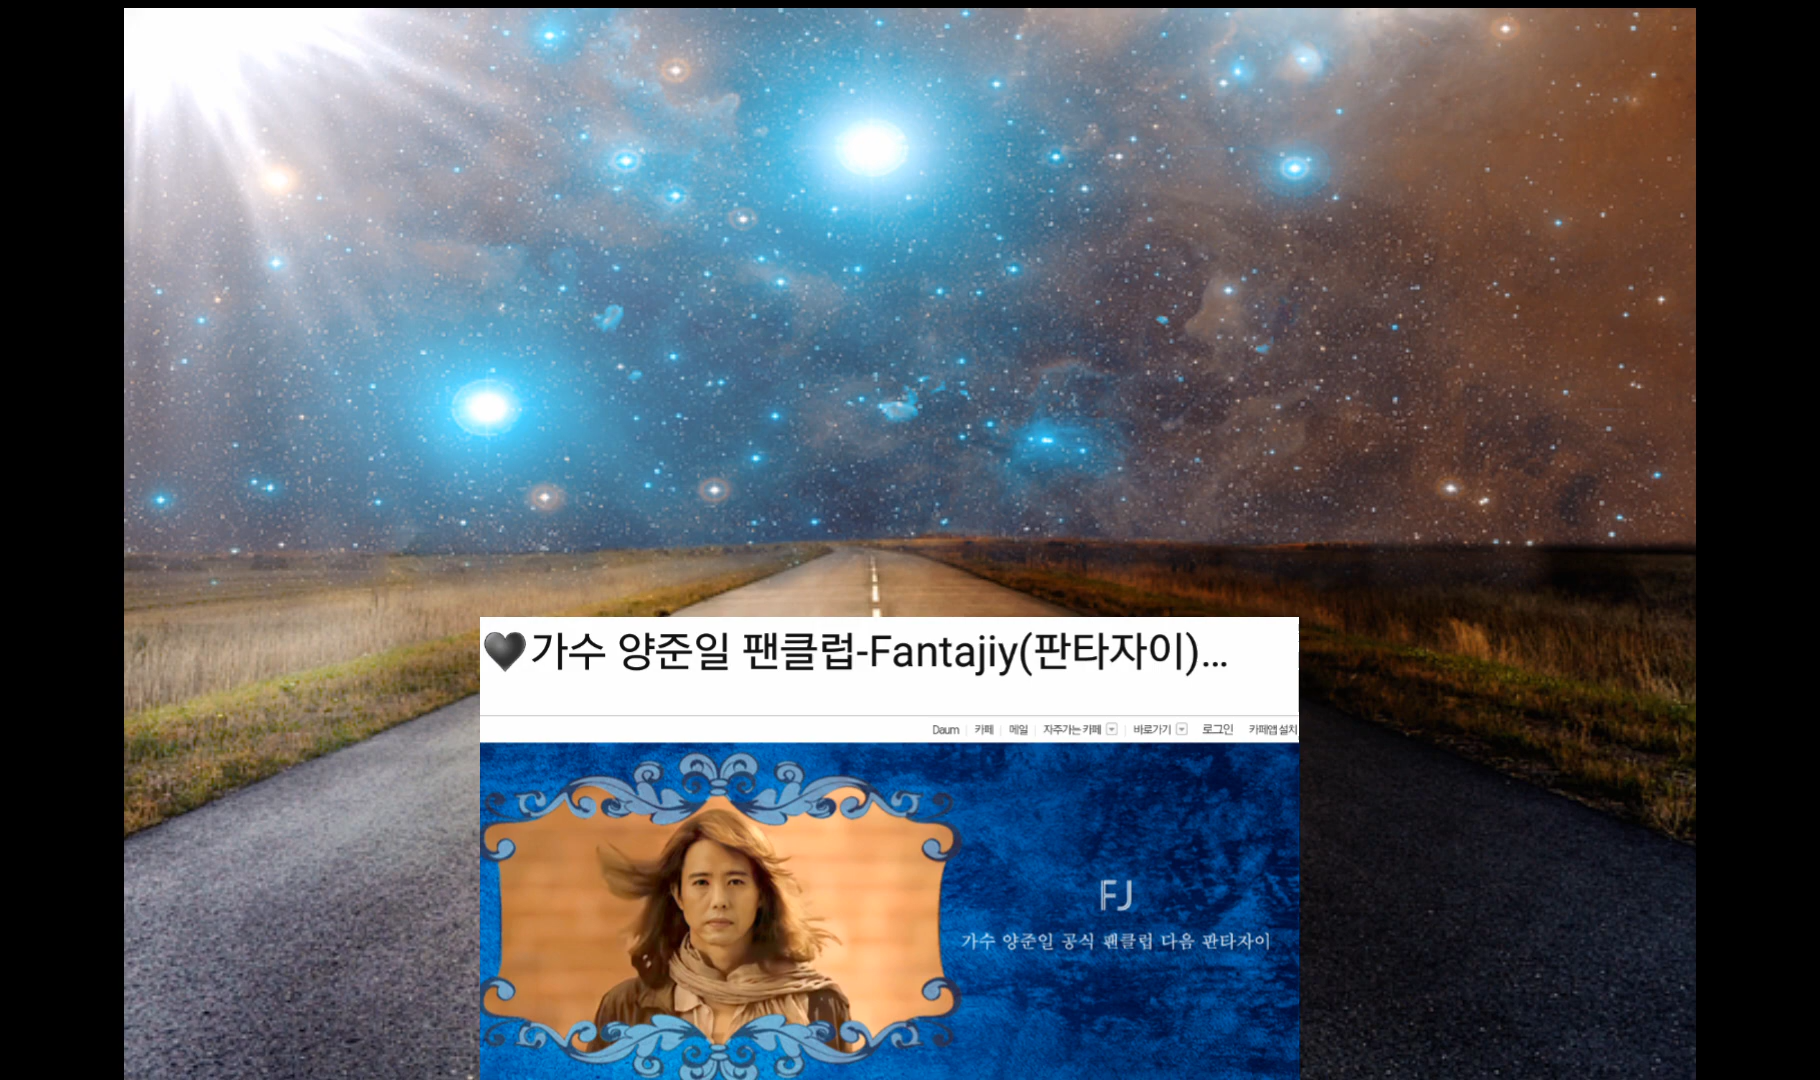 🖤가수 양준일 팬클럽-Fantajiy(판타자이)...
Daum 카페 메일 자주가는 카페 바로가기 로그인 카페앱 설치
FJ
가수 양준일 공식 팬클럽 다음 판타자이